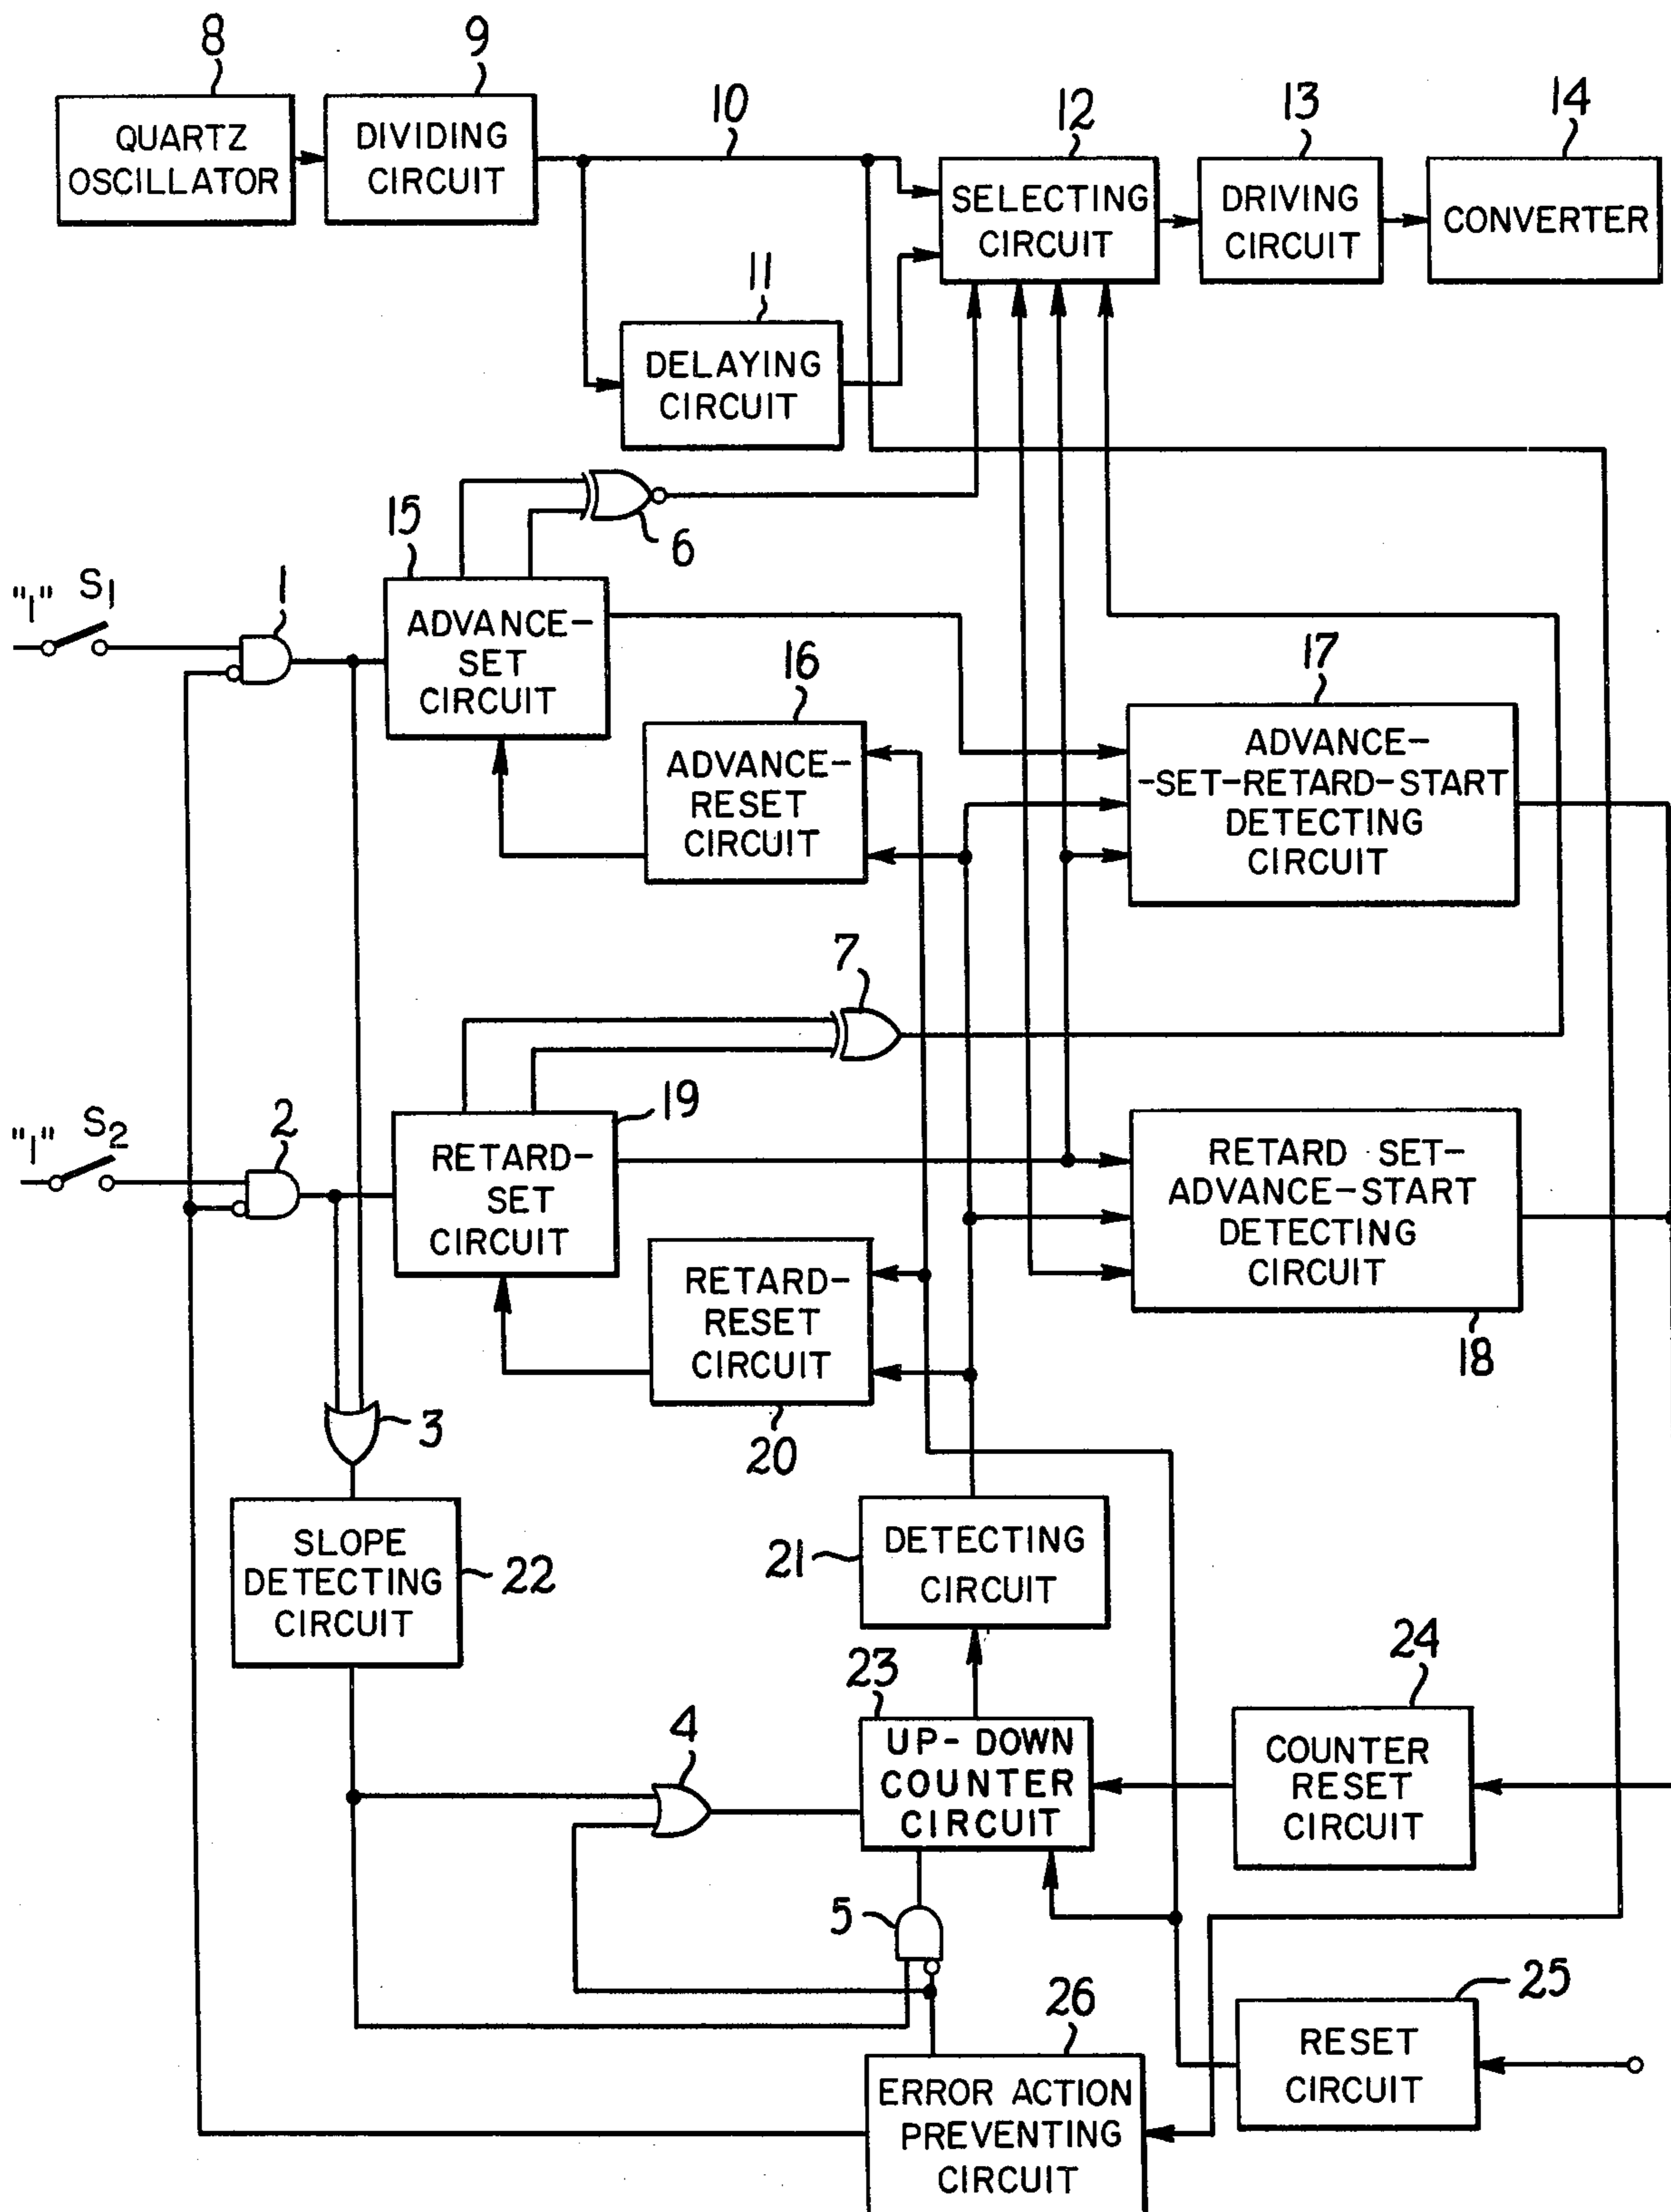 8
9
10
12
13
14
QUARTZ
OSCILLATOR
DIVIDING
CIRCUIT
SELECTING
CIRCUIT
DRIVING
CIRCUIT
CONVERTER
11
DELAYING
CIRCUIT
15
6
"1" S1
1
ADVANCE-
SET
CIRCUIT
16
ADVANCE-
RESET
CIRCUIT
17
ADVANCE-
-SET-RETARD-START
DETECTING
CIRCUIT
7
"1" S2
2
19
RETARD-
SET
CIRCUIT
RETARD SET-
ADVANCE-START
DETECTING
CIRCUIT
18
RETARD-
RESET
CIRCUIT
20
3
SLOPE
DETECTING
CIRCUIT
22
21
DETECTING
CIRCUIT
23
UP-DOWN
COUNTER
CIRCUIT
24
COUNTER
RESET
CIRCUIT
4
5
25
RESET
CIRCUIT
26
ERROR ACTION
PREVENTING
CIRCUIT